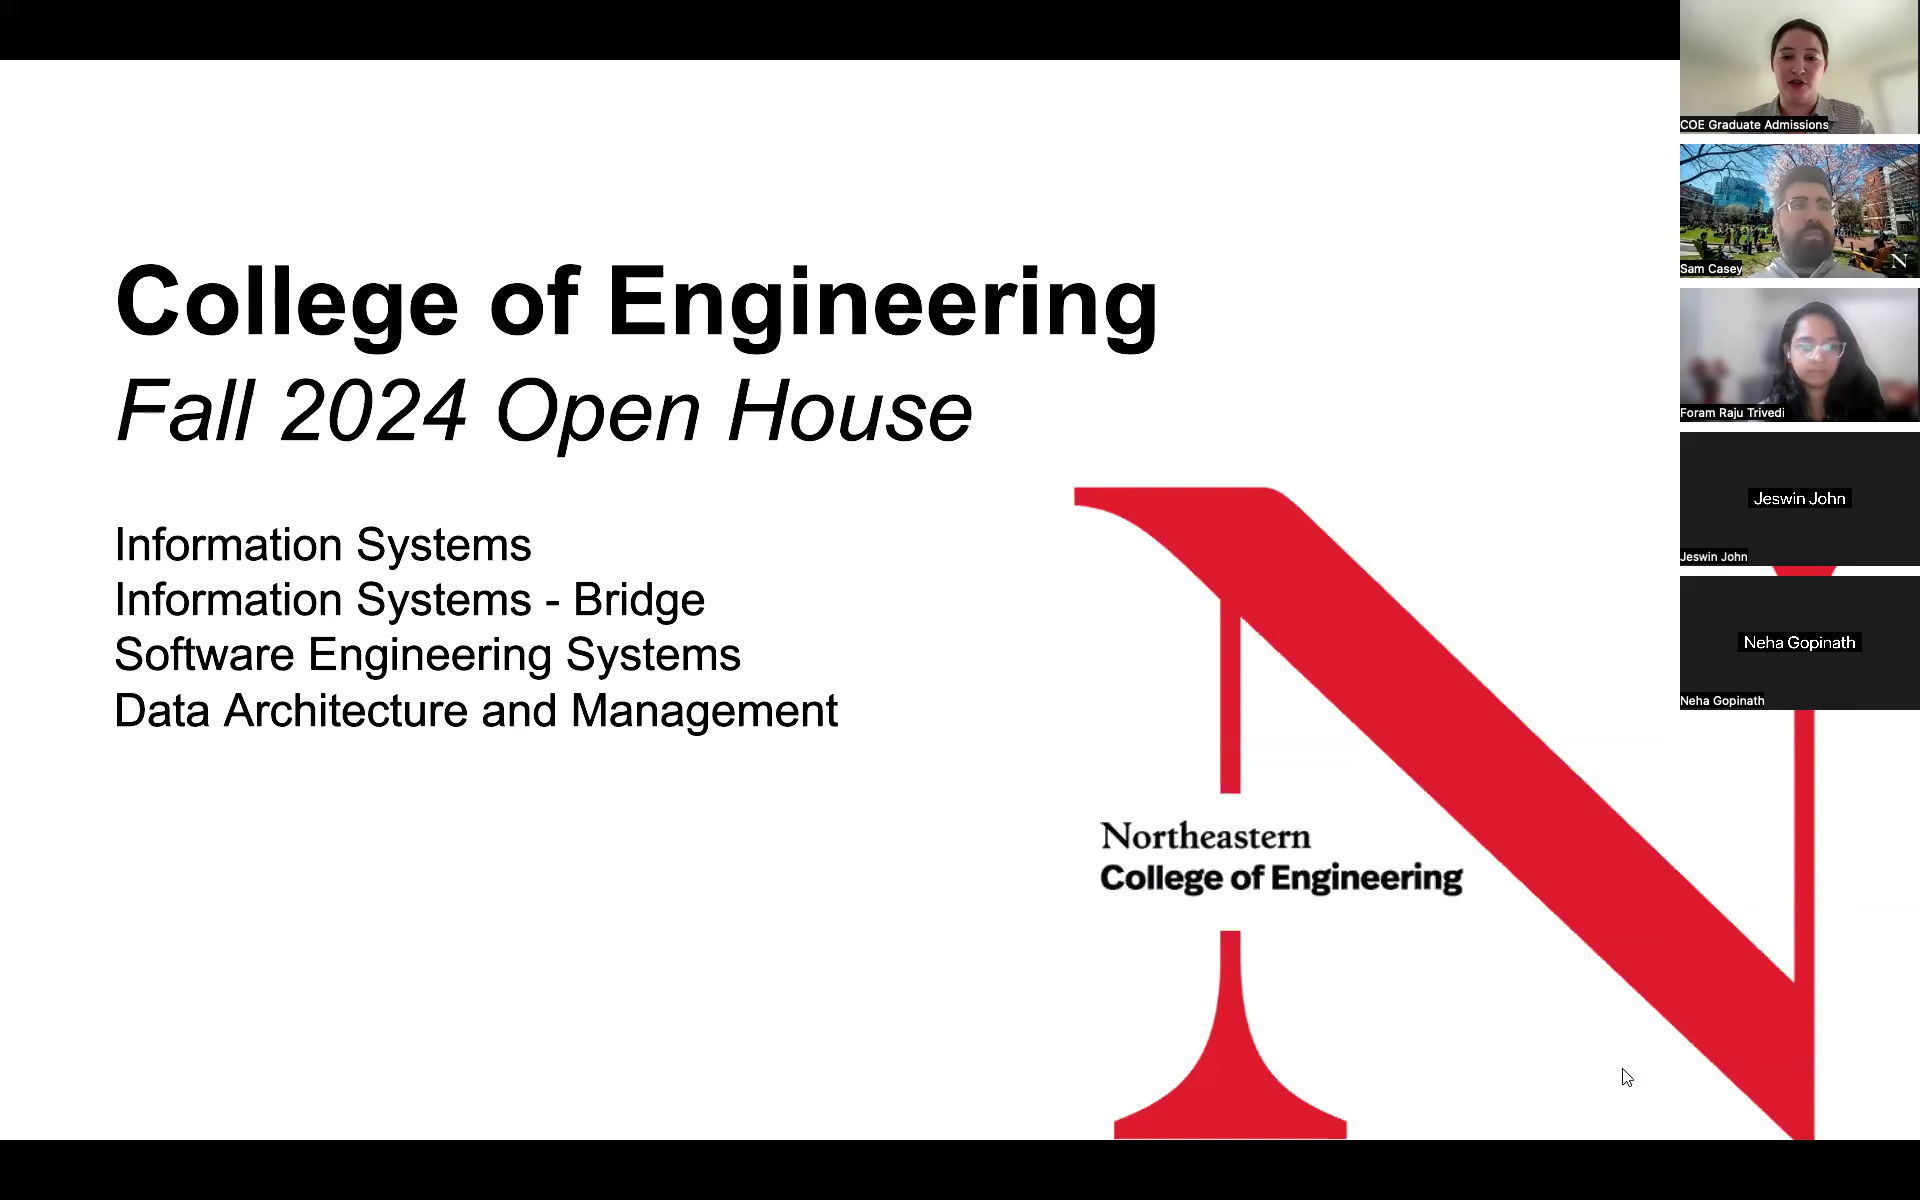 College of Engineering
Fall 2024 Open House
Information Systems
Information Systems - Bridge
Software Engineering Systems
Data Architecture and Management
Northeastern
College of Engineering
COE Graduate Admissions
N
Sam Casey
Foram Raju Trivedi
Jeswin John
Jeswin John
Neha Gopinath
Neha Gopinath